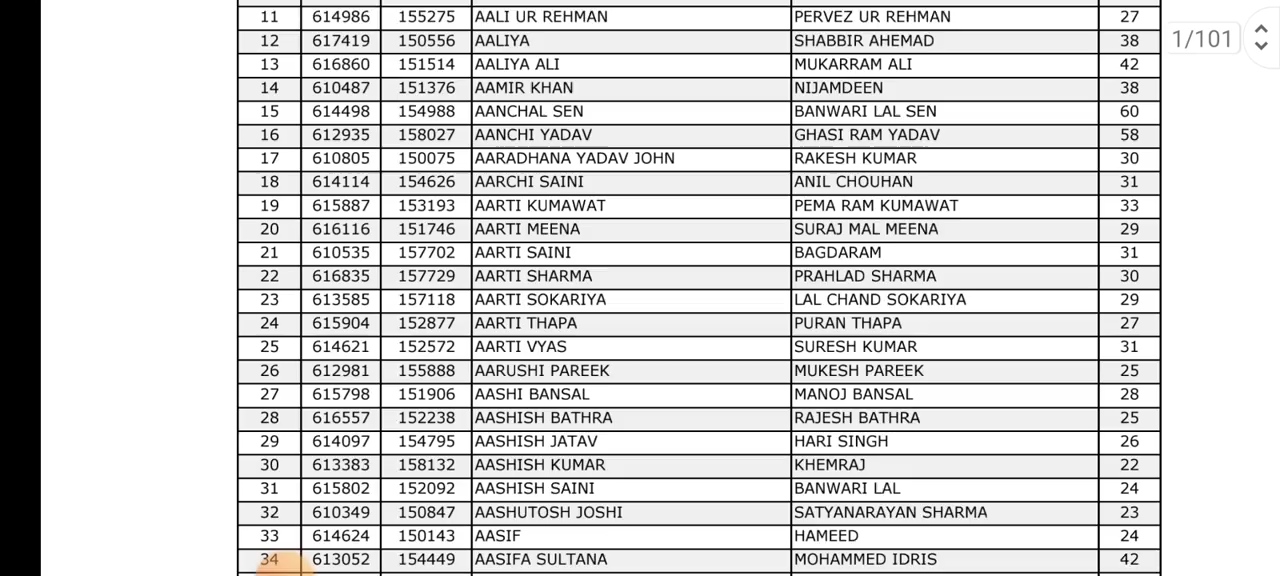 11 614986 155275 AALI UR REHMAN PERVEZ UR REHMAN 27
1/101
12 617419 150556 AALIYA SHABBIR AHEMAD 38
13 616860 151514 AALIYA ALI MUKARRAM ALI 42
14 610487 151376 AAMIR KHAN NIJAMDEEN 38
15 614498 154988 AANCHAL SEN BANWARI LAL SEN 60
16 612935 158027 AANCHI YADAV GHASI RAM YADAV 58
17 610805 150075 AARADHANA YADAV JOHN RAKESH KUMAR 30
18 614114 154626 AARCHI SAINI ANIL CHOUHAN 31
19 615887 153193 AARTI KUMAWAT PEMA RAM KUMAWAT 33
20 616116 151746 AARTI MEENA SURAJ MAL MEENA 29
21 610535 157702 AARTI SAINI BAGDARAM 31
22 616835 157729 AARTI SHARMA PRAHLAD SHARMA 30
23 613585 157118 AARTI SOKARIYA LAL CHAND SOKARIYA 29
24 615904 152877 AARTI THAPA PURAN THAPA 27
25 614621 152572 AARTI VYAS SURESH KUMAR 31
26 612981 155888 AARUSHI PAREEK MUKESH PAREEK 25
27 615798 151906 AASHI BANSAL MANOJ BANSAL 28
28 616557 152238 AASHISH BATHRA RAJESH BATHRA 25
29 614097 154795 AASHISH JATAV HARI SINGH 26
30 613383 158132 AASHISH KUMAR KHEMRAJ 22
31 615802 152092 AASHISH SAINI BANWARI LAL 24
32 610349 150847 AASHUTOSH JOSHI SATYANARAYAN SHARMA 23
33 614624 150143 AASIF HAMEED 24
34 613052 154449 AASIFA SULTANA MOHAMMED IDRIS 42